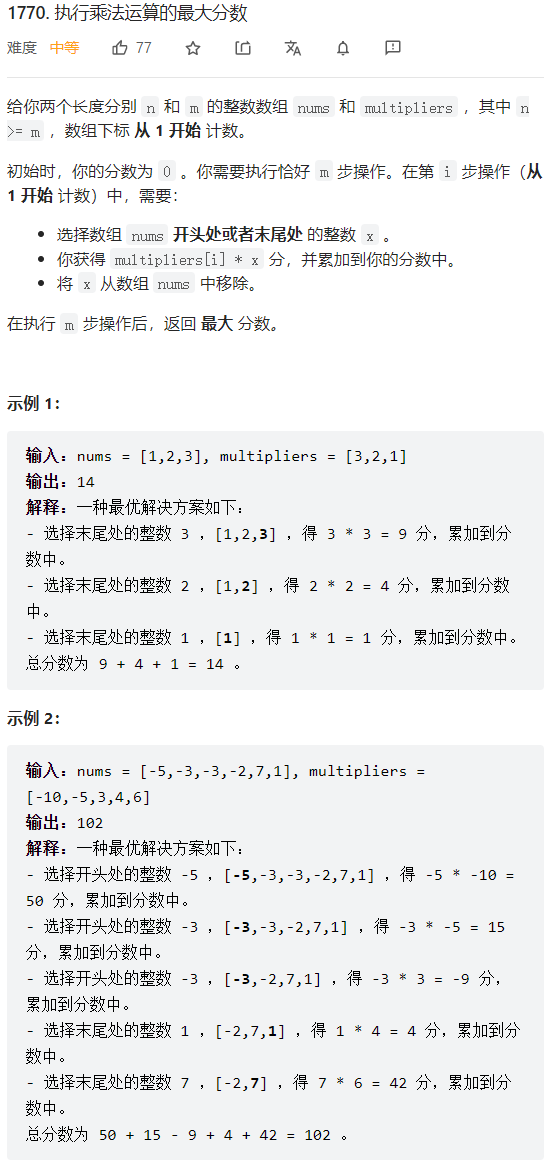 1770. 执行乘法运算的最大分数
难度 中等 77
给你两个长度分别 n 和 m 的整数数组 nums 和 multipliers ，其中 n
>= m ，数组下标 从 1 开始 计数。
初始时，你的分数为 0 。你需要执行恰好 m 步操作。在第 i 步操作（从
1 开始 计数）中，需要：
• 选择数组 nums 开头处或者末尾处 的整数 x 。
• 你获得 multipliers[i] * x 分，并累加到你的分数中。
• 将 x 从数组 nums 中移除。
在执行 m 步操作后，返回 最大 分数。
示例 1：
输入：nums = [1,2,3], multipliers = [3,2,1]
输出：14
解释：一种最优解决方案如下：
- 选择末尾处的整数 3 ，[1,2,3] ，得 3 * 3 = 9 分，累加到分
数中。
- 选择末尾处的整数 2 ，[1,2] ，得 2 * 2 = 4 分，累加到分数
中。
- 选择末尾处的整数 1 ，[1] ，得 1 * 1 = 1 分，累加到分数中。
总分数为 9 + 4 + 1 = 14 。
示例 2：
输入：nums = [-5,-3,-3,-2,7,1], multipliers =
[-10,-5,3,4,6]
输出：102
解释：一种最优解决方案如下：
- 选择开头处的整数 -5 ，[-5,-3,-3,-2,7,1] ，得 -5 * -10 =
50 分，累加到分数中。
- 选择开头处的整数 -3 ，[-3,-3,-2,7,1] ，得 -3 * -5 = 15
分，累加到分数中。
- 选择开头处的整数 -3 ，[-3,-2,7,1] ，得 -3 * 3 = -9 分，
累加到分数中。
- 选择末尾处的整数 1 ，[-2,7,1] ，得 1 * 4 = 4 分，累加到分
数中。
- 选择末尾处的整数 7 ，[-2,7] ，得 7 * 6 = 42 分，累加到分
数中。
总分数为 50 + 15 - 9 + 4 + 42 = 102 。